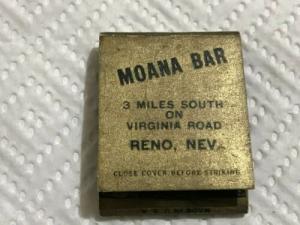 MOANA BAR
3 MILES SOUTH
ON
VIRGINIA ROAD
RENO, NEV.
CLOSE COVER BEFORE STRIKING